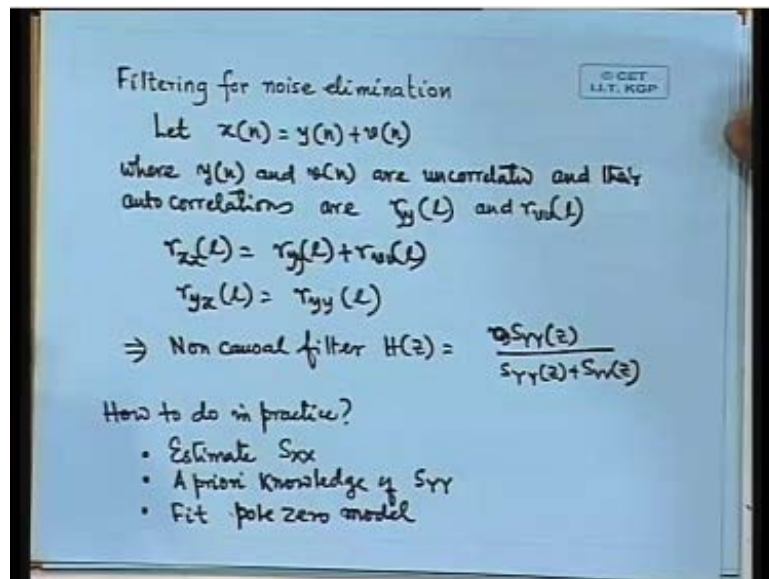 Filtering for noise elimination
© CET
I.I.T. KGP
Let x(n) = y(n) + v(n)
where y(n) and v(n) are uncorrelated and their
auto correlations are ryy(l) and rvv(l)
rxx(l) = ryy(l) + rvv(l)
ryx(l) = ryy(l)
⇒ Non causal filter H(z) = SYY(z) / SYY(z) + SVV(z)
How to do in practice?
• Estimate Sxx
• A priori knowledge of SYY
• Fit pole zero model